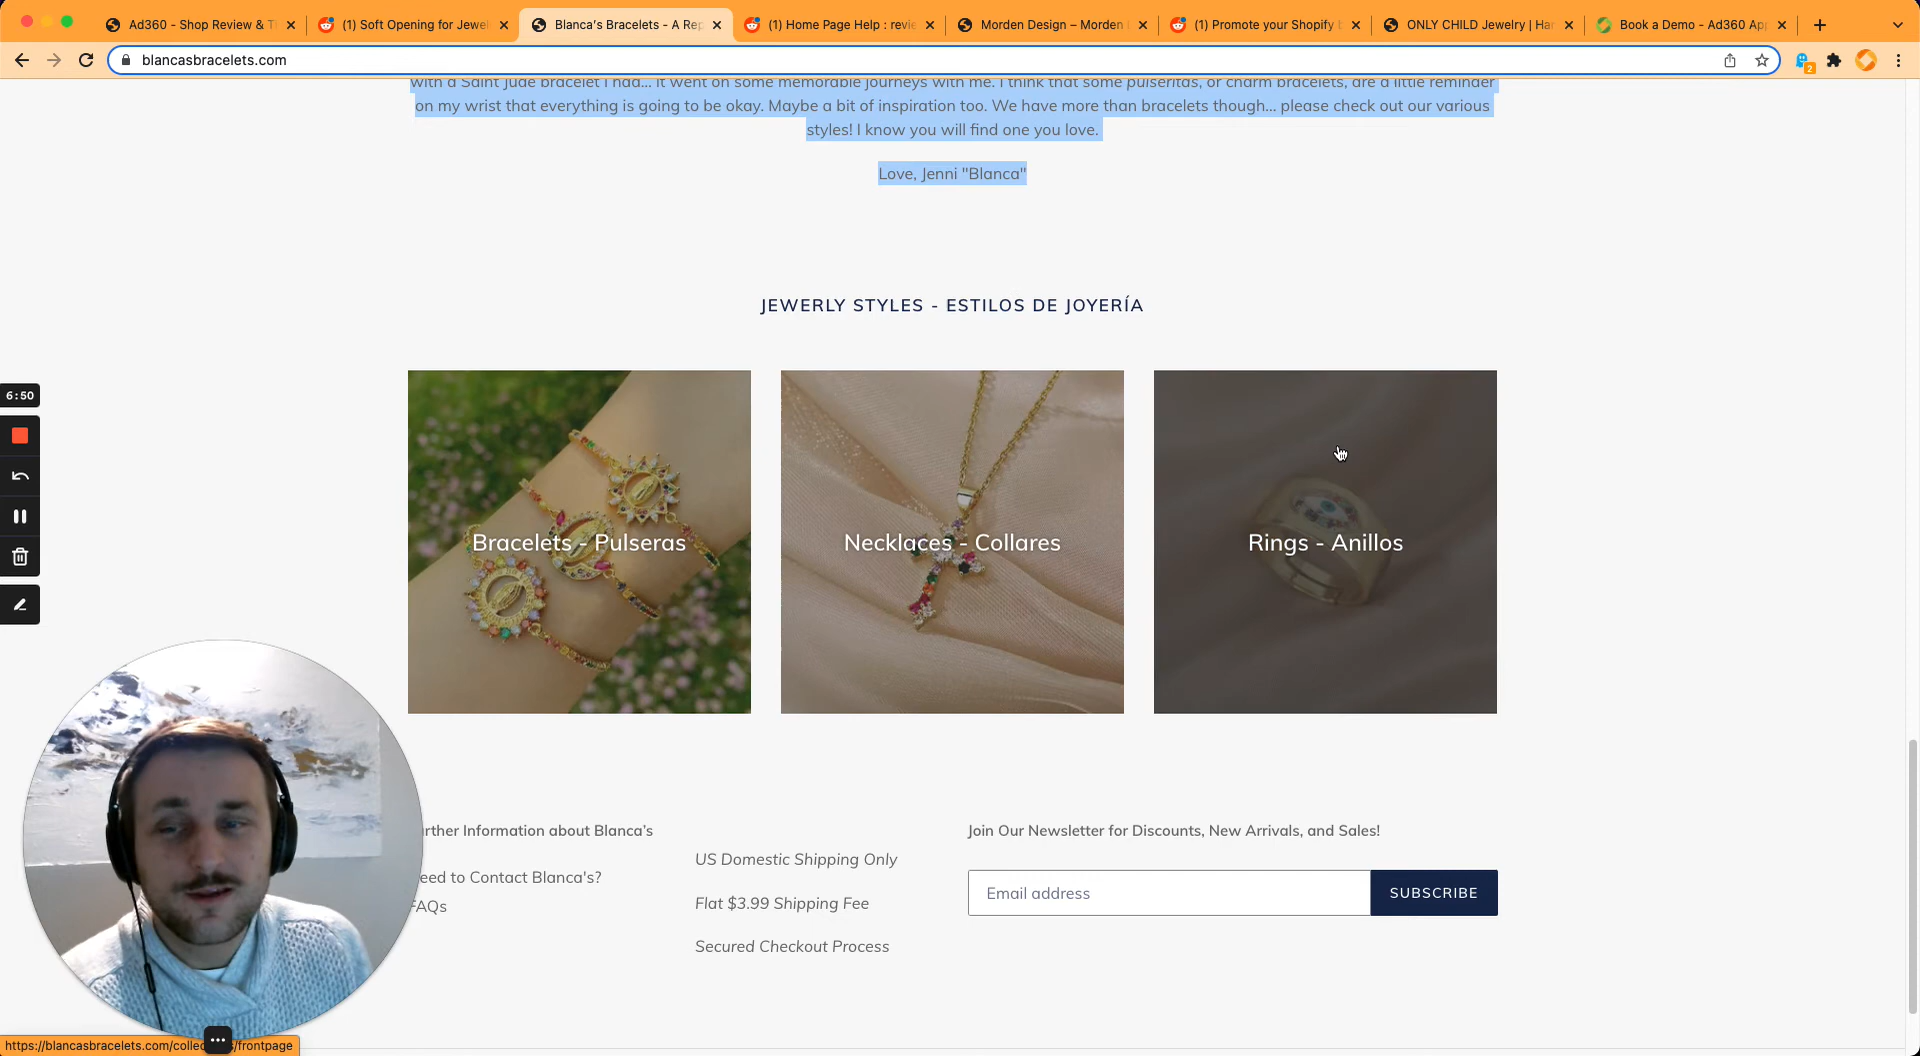 Ad360 - Shop Review & T
(1) Soft Opening for Jewel
Blanca's Bracelets - A Rep
(1) Home Page Help : revie
Morden Design – Morden
(1) Promote your Shopify
ONLY CHILD Jewelry | Ha
Book a Demo - Ad360 Ap
blancasbracelets.com
2
with a Saint Jude bracelet I had... it went on some memorable journeys with me. I think that some pulseritas, or charm bracelets, are a little reminder
on my wrist that everything is going to be okay. Maybe a bit of inspiration too. We have more than bracelets though... please check out our various
styles! I know you will find one you love.
Love, Jenni "Blanca"
JEWERLY STYLES - ESTILOS DE JOYERÍA
6:50
Bracelets - Pulseras
Necklaces - Collares
Rings - Anillos
rther Information about Blanca's
eed to Contact Blanca's?
FAQs
US Domestic Shipping Only
Flat $3.99 Shipping Fee
Secured Checkout Process
Join Our Newsletter for Discounts, New Arrivals, and Sales!
Email address
SUBSCRIBE
https://blancasbracelets.com/collec
s/frontpage